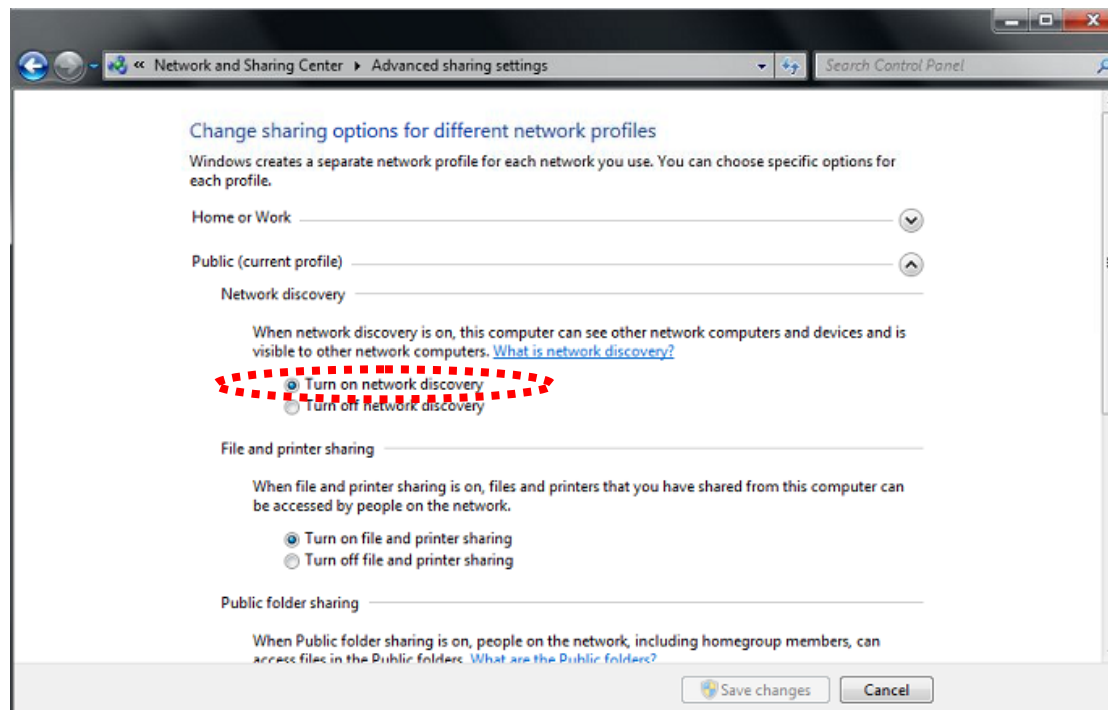 « Network and Sharing Center ▸ Advanced sharing settings
Search Control Panel
Change sharing options for different network profiles
Windows creates a separate network profile for each network you use. You can choose specific options for
each profile.
Home or Work
Public (current profile)
Network discovery
When network discovery is on, this computer can see other network computers and devices and is
visible to other network computers. What is network discovery?
Turn on network discovery
Turn off network discovery
File and printer sharing
When file and printer sharing is on, files and printers that you have shared from this computer can
be accessed by people on the network.
Turn on file and printer sharing
Turn off file and printer sharing
Public folder sharing
When Public folder sharing is on, people on the network, including homegroup members, can
access files in the Public folders. What are the Public folders?
Save changes
Cancel